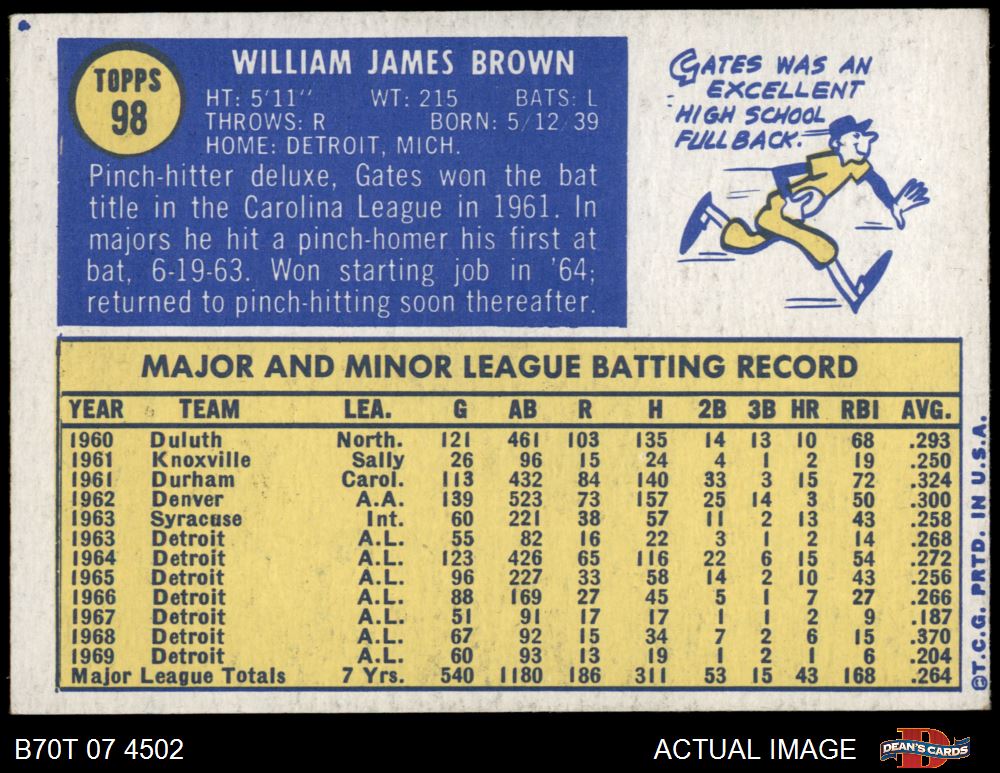 TOPPS
98
WILLIAM JAMES BROWN
HT: 5'11" WT: 215 BATS: L
THROWS: R BORN: 5/12/39
HOME: DETROIT, MICH.
Pinch-hitter deluxe, Gates won the bat
title in the Carolina League in 1961. In
majors he hit a pinch-homer his first at
bat, 6-19-63. Won starting job in '64;
returned to pinch-hitting soon thereafter.
GATES WAS AN
EXCELLENT
HIGH SCHOOL
FULLBACK.
MAJOR AND MINOR LEAGUE BATTING RECORD
YEAR TEAM LEA. G AB R H 2B 3B HR RBI AVG.
1960 Duluth North. 121 461 103 135 14 13 10 68 .293
1961 Knoxville Sally 26 96 15 24 4 1 2 19 .250
1961 Durham Carol. 113 432 84 140 33 3 15 72 .324
1962 Denver A.A. 139 523 73 157 25 14 3 50 .300
1963 Syracuse Int. 60 221 38 57 11 2 13 43 .258
1963 Detroit A.L. 55 82 16 22 3 1 2 14 .268
1964 Detroit A.L. 123 426 65 116 22 6 15 54 .272
1965 Detroit A.L. 96 227 33 58 14 2 10 43 .256
1966 Detroit A.L. 88 169 27 45 5 1 7 27 .266
1967 Detroit A.L. 51 91 17 17 1 1 2 9 .187
1968 Detroit A.L. 67 92 15 34 7 2 6 15 .370
1969 Detroit A.L. 60 93 13 19 1 2 1 6 .204
Major League Totals 7 Yrs. 540 1180 186 311 53 15 43 168 .264
©T.C.G. PRTD. IN U.S.A.
B70T 07 4502
ACTUAL IMAGE
D
DEAN'S CARDS